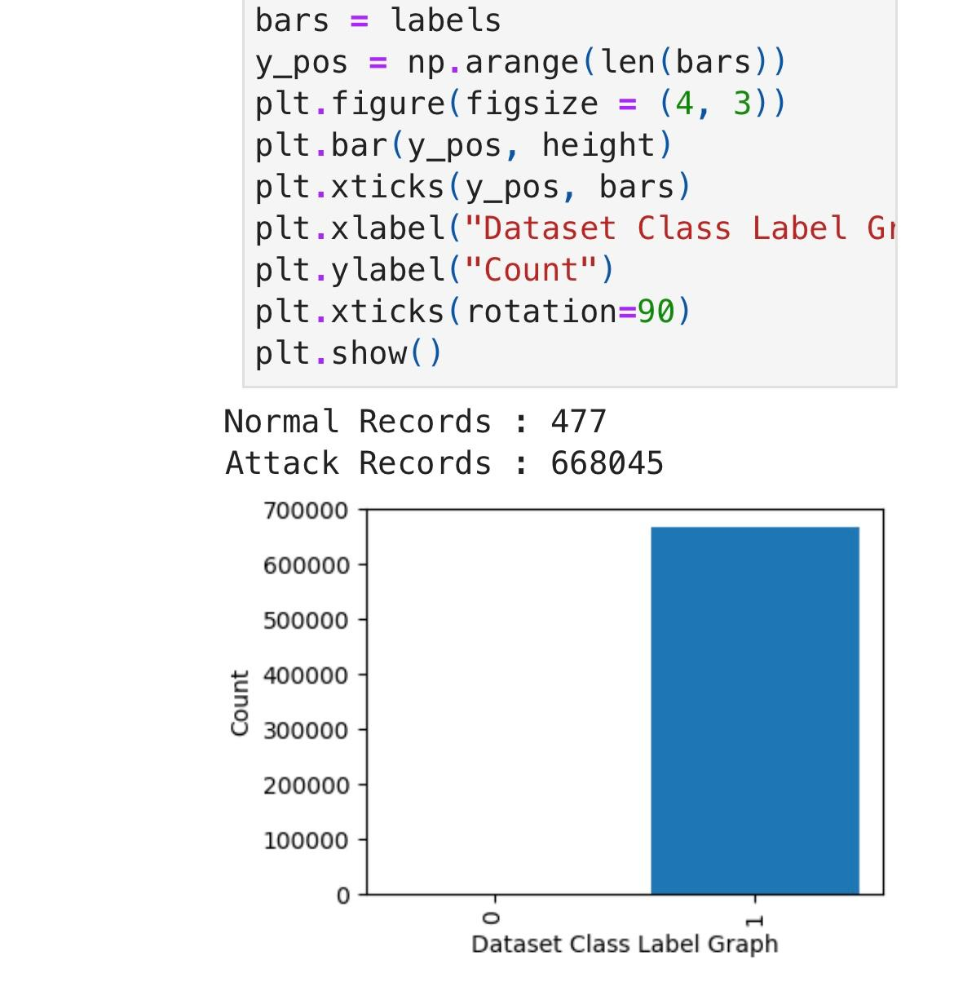 bars = labels
y_pos = np.arange(len(bars))
plt.figure(figsize = (4, 3))
plt.bar(y_pos, height)
plt.xticks(y_pos, bars)
plt.xlabel("Dataset Class Label Gr
plt.ylabel("Count")
plt.xticks(rotation=90)
plt.show()
Normal Records : 477
Attack Records : 668045
700000
600000
500000
400000
300000
200000
100000
0
Count
0
1
Dataset Class Label Graph